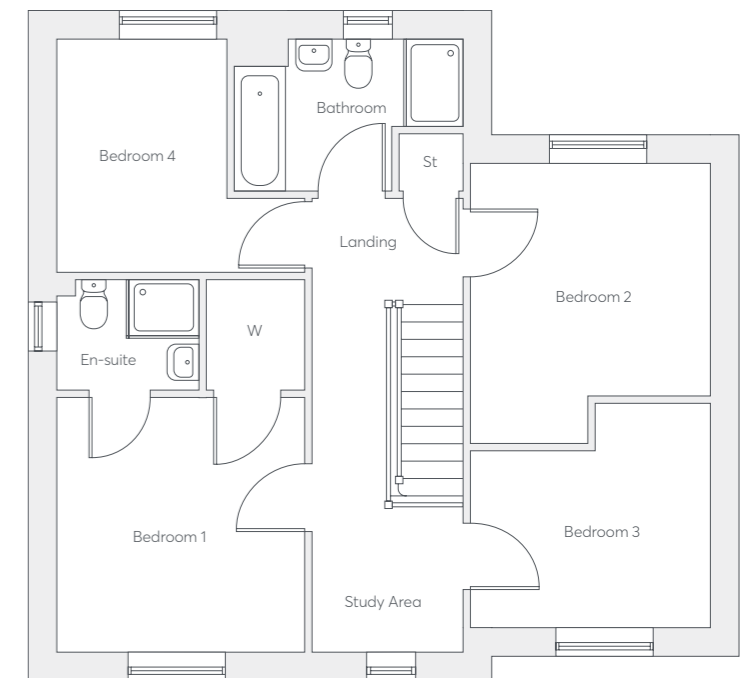 Bathroom
Bedroom 4
St
Landing
Bedroom 2
W
En-suite
Bedroom 1
Bedroom 3
Study Area